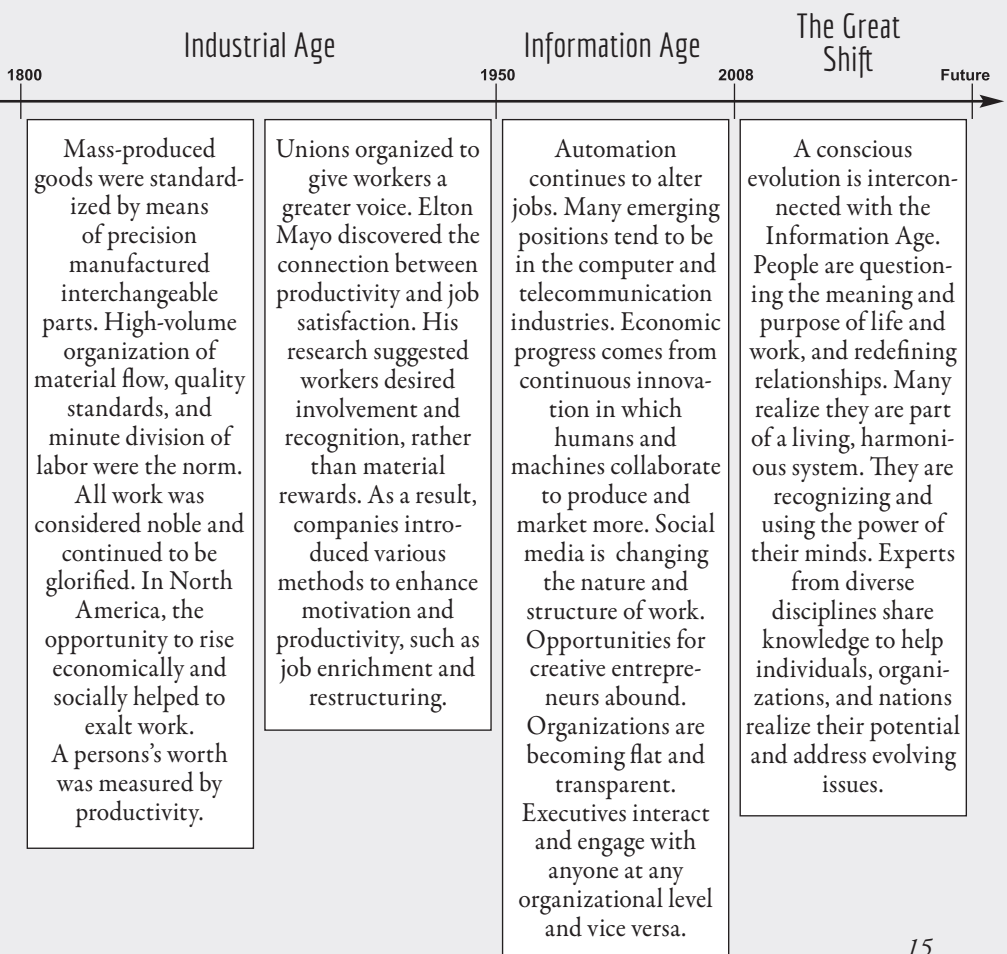 Industrial Age
Information Age
The Great
Shift
1800
1950
2008
Future
Mass-produced
goods were standard-
ized by means
of precision
manufactured
interchangeable
parts. High-volume
organization of
material flow, quality
standards, and
minute division of
labor were the norm.
All work was
considered noble and
continued to be
glorified. In North
America, the
opportunity to rise
economically and
socially helped to
exalt work.
A persons's worth
was measured by
productivity.
Unions organized to
give workers a
greater voice. Elton
Mayo discovered the
connection between
productivity and job
satisfaction. His
research suggested
workers desired
involvement and
recognition, rather
than material
rewards. As a result,
companies intro-
duced various
methods to enhance
motivation and
productivity, such as
job enrichment and
restructuring.
Automation
continues to alter
jobs. Many emerging
positions tend to be
in the computer and
telecommunication
industries. Economic
progress comes from
continuous innova-
tion in which
humans and
machines collaborate
to produce and
market more. Social
media is changing
the nature and
structure of work.
Opportunities for
creative entrepre-
neurs abound.
Organizations are
becoming flat and
transparent.
Executives interact
and engage with
anyone at any
organizational level
and vice versa.
A conscious
evolution is intercon-
nected with the
Information Age.
People are question-
ing the meaning and
purpose of life and
work, and redefining
relationships. Many
realize they are part
of a living, harmoni-
ous system. They are
recognizing and
using the power of
their minds. Experts
from diverse
disciplines share
knowledge to help
individuals, organi-
zations, and nations
realize their potential
and address evolving
issues.
15